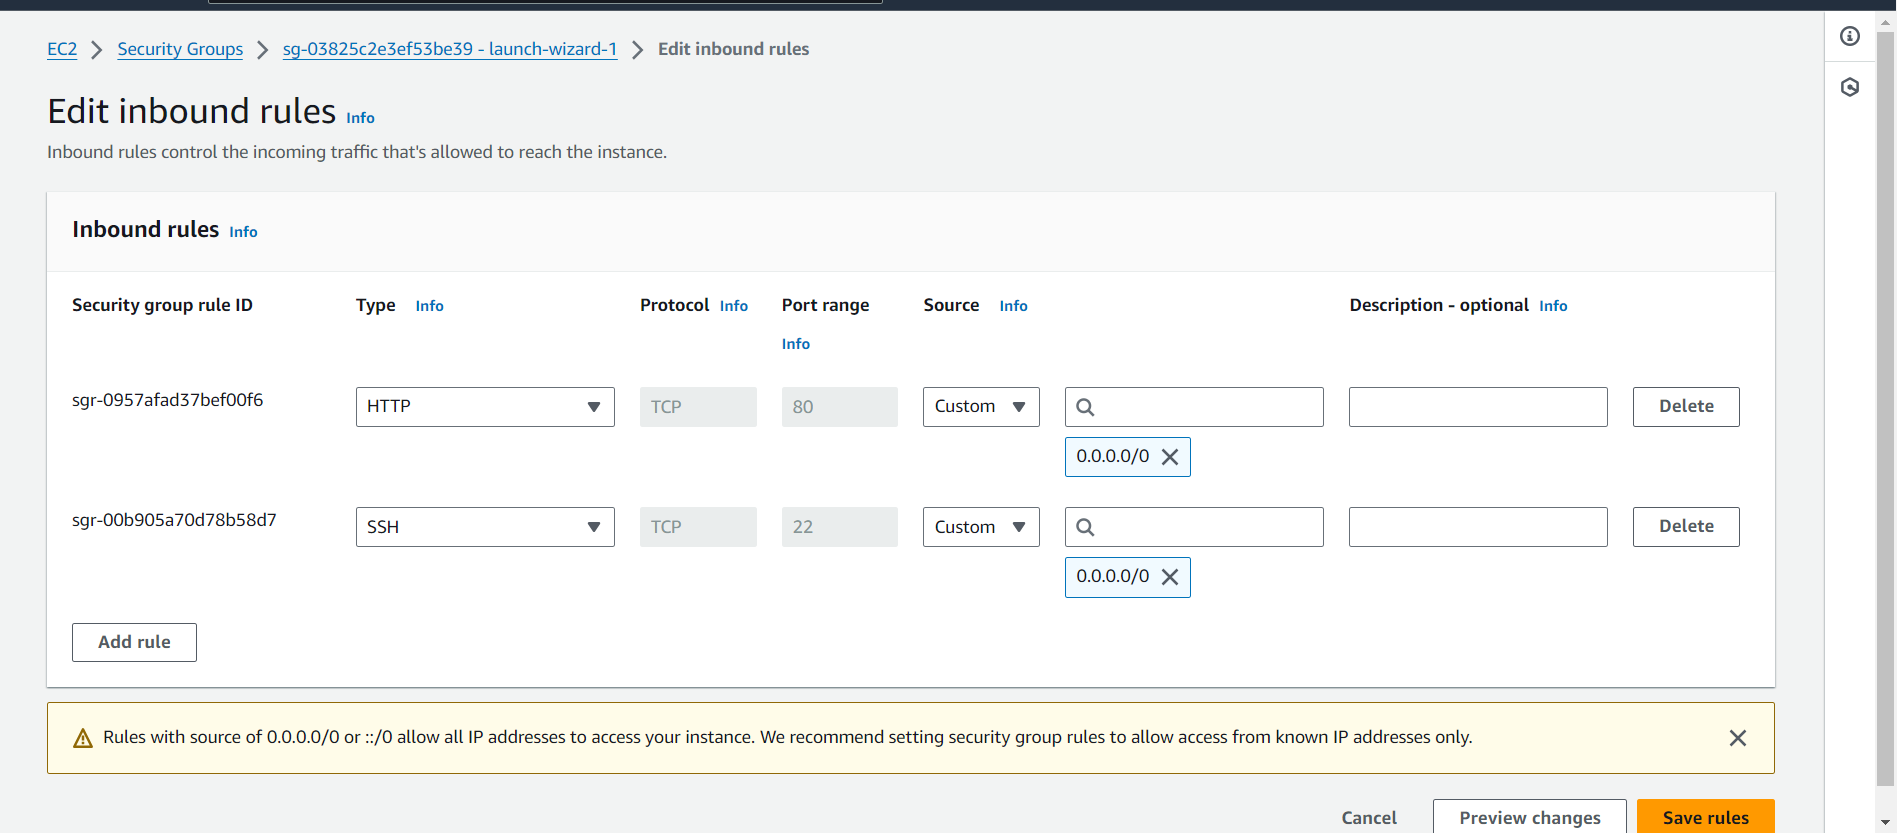 EC2 > Security Groups > sg-03825c2e3ef53be39 - launch-wizard-1 > Edit inbound rules
Edit inbound rules Info
Inbound rules control the incoming traffic that's allowed to reach the instance.
Inbound rules Info
Security group rule ID Type Info Protocol Info Port range Info Source Info Description - optional Info
sgr-0957afad37bef00f6 HTTP TCP 80 Custom Delete
0.0.0.0/0
sgr-00b905a70d78b58d7 SSH TCP 22 Custom Delete
0.0.0.0/0
Add rule
Rules with source of 0.0.0.0/0 or ::/0 allow all IP addresses to access your instance. We recommend setting security group rules to allow access from known IP addresses only.
Cancel Preview changes Save rules